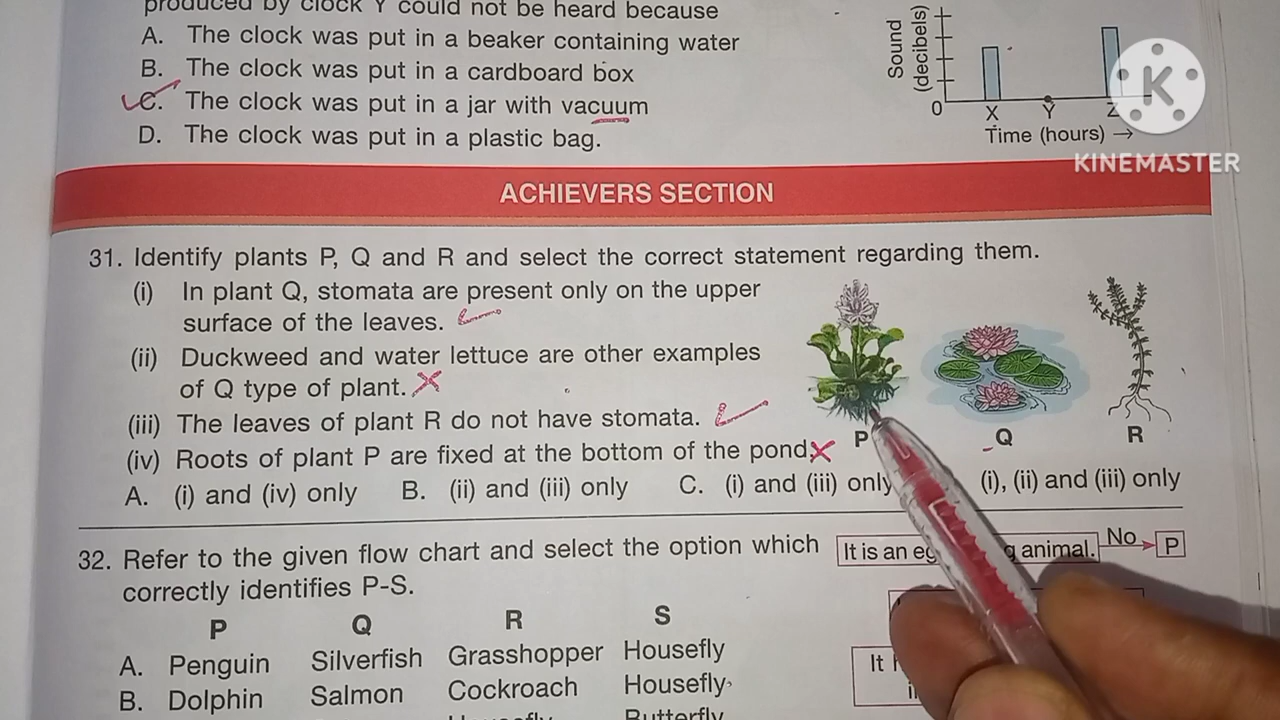 produced by clock Y could not be heard because
A. The clock was put in a beaker containing water
B. The clock was put in a cardboard box
C. The clock was put in a jar with vacuum
D. The clock was put in a plastic bag.
Sound
(decibels)
0
X Y Z
Time (hours) →
K
KINEMASTER
ACHIEVERS SECTION
31. Identify plants P, Q and R and select the correct statement regarding them.
(i) In plant Q, stomata are present only on the upper
surface of the leaves.
(ii) Duckweed and water lettuce are other examples
of Q type of plant.
(iii) The leaves of plant R do not have stomata.
(iv) Roots of plant P are fixed at the bottom of the pond.
P Q R
A. (i) and (iv) only B. (ii) and (iii) only C. (i) and (iii) only (i), (ii) and (iii) only
32. Refer to the given flow chart and select the option which
correctly identifies P-S.
It is an animal. No P
It
P Q R S
A. Penguin Silverfish Grasshopper Housefly
B. Dolphin Salmon Cockroach Housefly
Butterfly